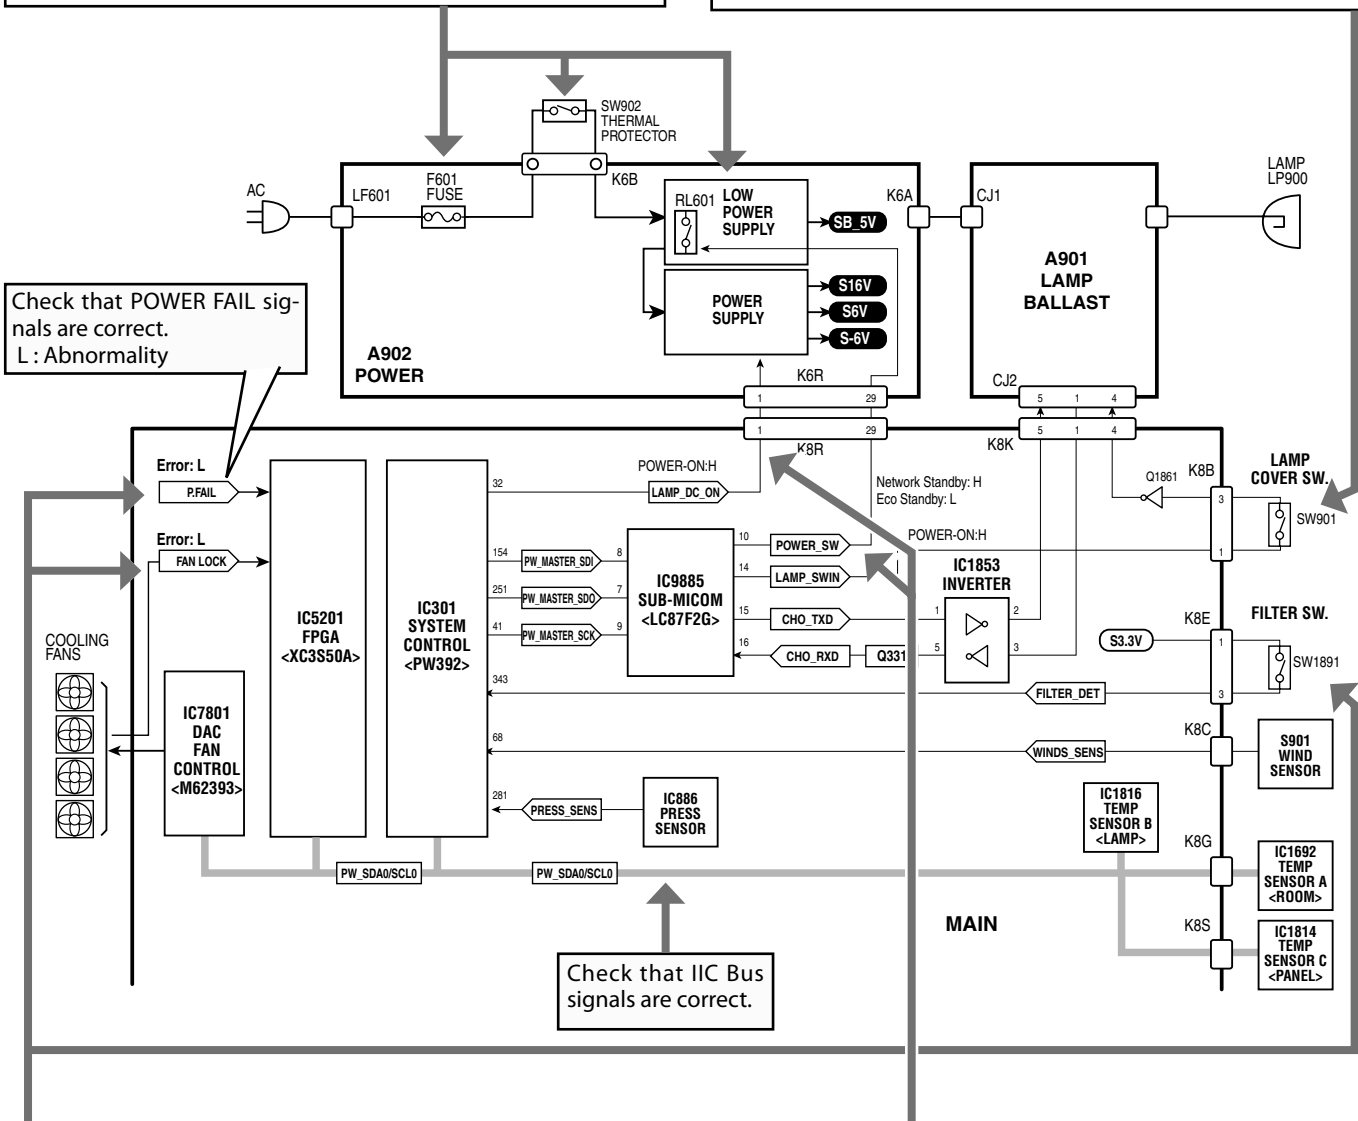 SW902
THERMAL
PROTECTOR
AC
LF601
F601
FUSE
K6B
RL601
LOW
POWER
SUPPLY
SB_5V
K6A
CJ1
LAMP
LP900
A901
LAMP
BALLAST
POWER
SUPPLY
S16V
S6V
S-6V
A902
POWER
K6R
1
29
CJ2
5
1
4
Check that POWER FAIL sig-
nals are correct.
L : Abnormality
1
29
K8R
5
1
4
K8K
Error: L
P.FAIL
Error: L
FAN LOCK
COOLING
FANS
IC7801
DAC
FAN
CONTROL
<M62393>
IC5201
FPGA
<XC3S50A>
IC301
SYSTEM
CONTROL
<PW392>
32
POWER-ON:H
LAMP_DC_ON
Network Standby: H
Eco Standby: L
POWER-ON:H
154
PW_MASTER_SDI
8
251
PW_MASTER_SDO
7
41
PW_MASTER_SCK
9
IC9885
SUB-MICOM
<LC87F2G>
10
POWER_SW
14
LAMP_SWIN
15
CHO_TXD
16
CHO_RXD
Q331
IC1853
INVERTER
1
2
5
3
Q1861
K8B
3
1
LAMP
COVER SW.
SW901
K8E
FILTER SW.
S3.3V
1
3
SW1891
343
FILTER_DET
68
WINDS_SENS
K8C
S901
WIND
SENSOR
281
PRESS_SENS
IC886
PRESS
SENSOR
IC1816
TEMP
SENSOR B
<LAMP>
K8G
IC1692
TEMP
SENSOR A
<ROOM>
PW_SDA0/SCL0
PW_SDA0/SCL0
MAIN
K8S
IC1814
TEMP
SENSOR C
<PANEL>
Check that IIC Bus
signals are correct.